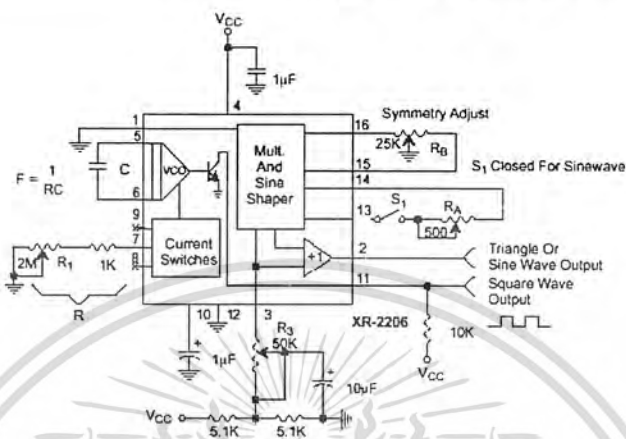 VCC
1µF
4
1
16
Symmetry Adjust
5
25K
RB
Mult.
And
Sine
Shaper
15
S1 Closed For Sinewave
14
F = 1
RC
C
VCO
6
13
S1
RA
500
9
7
8
Current
Switches
2M
R1
1K
R
+1
2
Triangle Or
Sine Wave Output
11
Square Wave
Output
10
12
3
XR-2206
1µF
+
R3
50K
10K
+
10µF
VCC
VCC
5.1K
5.1K